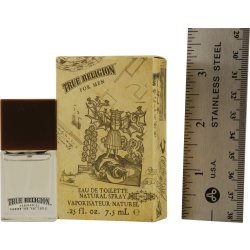 TRUE RELIGION
FOR MEN
EAU DE TOILETTE
NATURAL SPRAY
VAPORISATEUR NATUREL
.25 fl. oz. 7.5 mL e
TRUE RELIGION
3
2
1
STAINLESS STEEL
U.S.A.